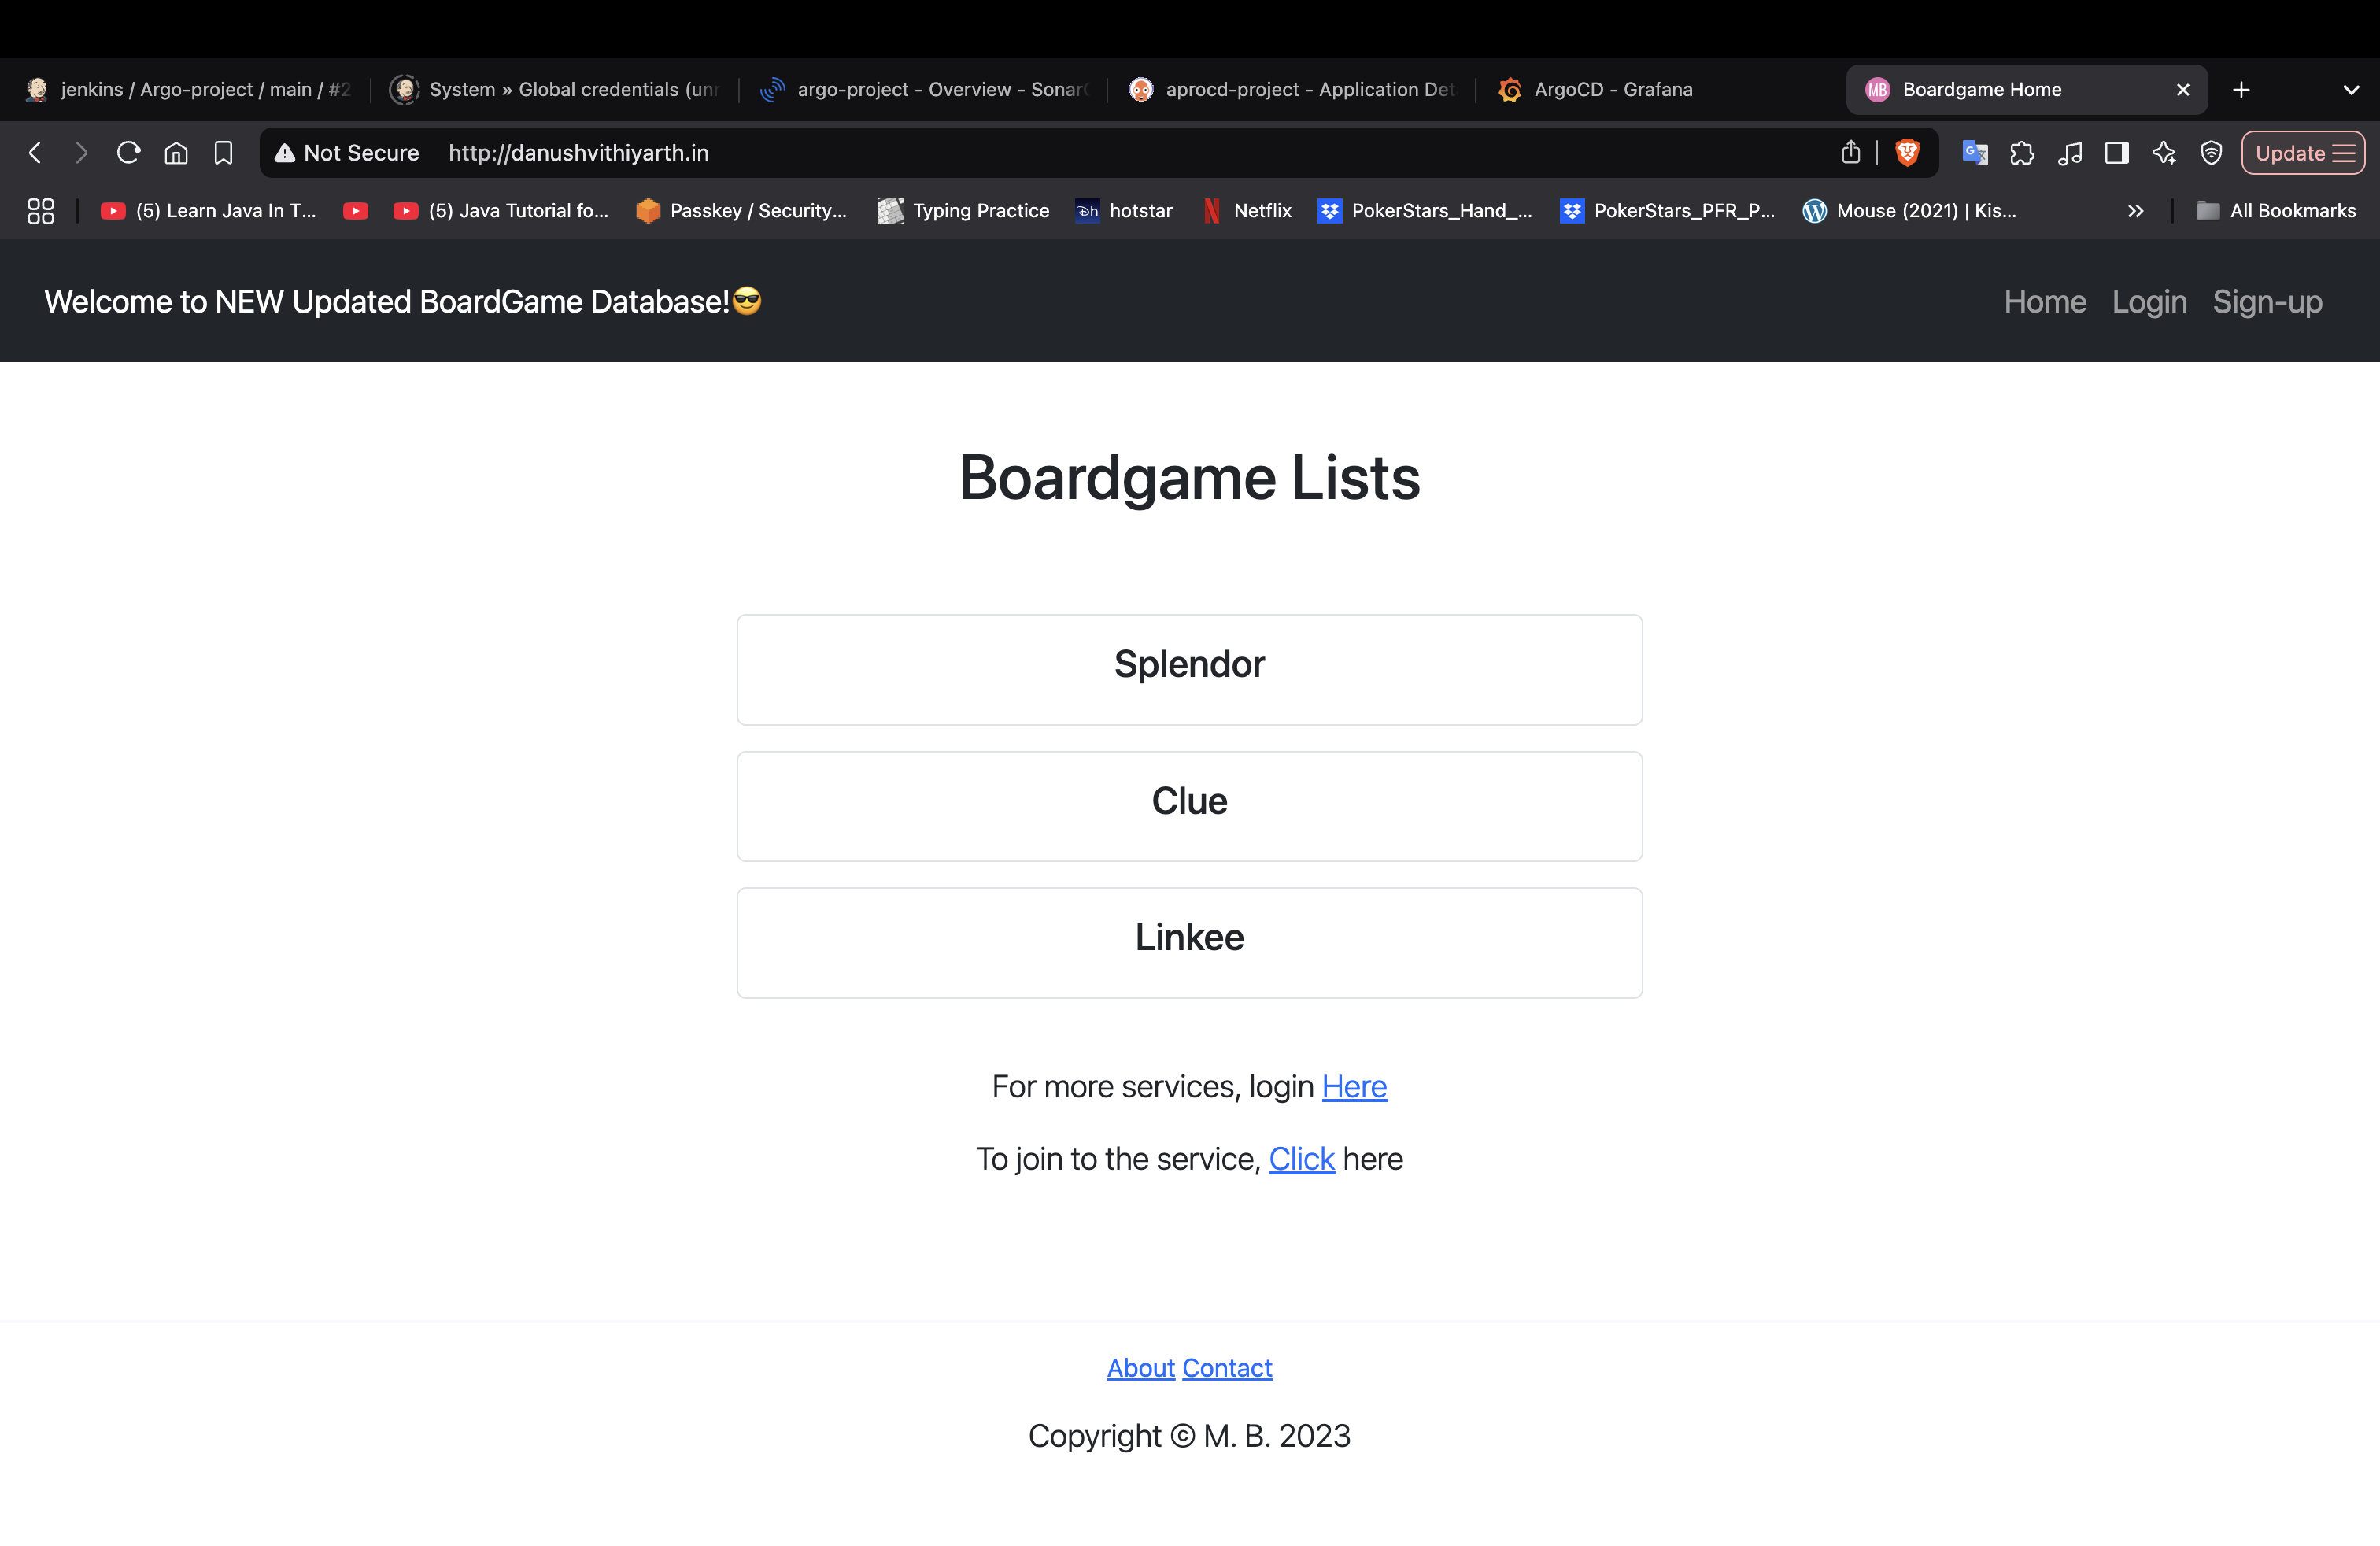 jenkins / Argo-project / main / #2
System » Global credentials (unr
argo-project - Overview - Sonar
aprocd-project - Application Det
ArgoCD - Grafana
MB Boardgame Home
Not Secure http://danushvithiyarth.in
Update
(5) Learn Java In T...
(5) Java Tutorial fo...
Passkey / Security...
Typing Practice
hotstar
Netflix
PokerStars_Hand_...
PokerStars_PFR_P...
Mouse (2021) | Kis...
All Bookmarks
Welcome to NEW Updated BoardGame Database!😎
Home Login Sign-up
Boardgame Lists
Splendor
Clue
Linkee
For more services, login Here
To join to the service, Click here
About Contact
Copyright © M. B. 2023